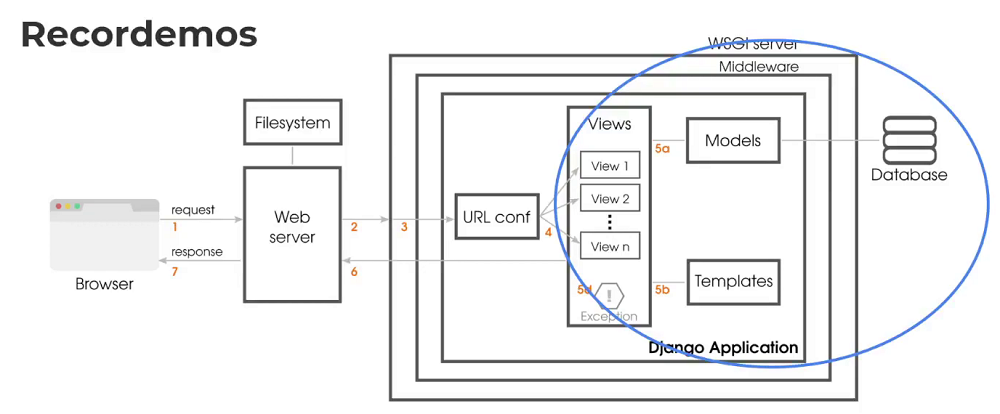 Recordemos
WSGI server
Middleware
Filesystem
Views
Models
5a
Database
View 1
View 2
View n
URL conf
Web
server
request
1
2
3
4
response
7
6
Browser
5d
Exception
5b
Templates
Django Application